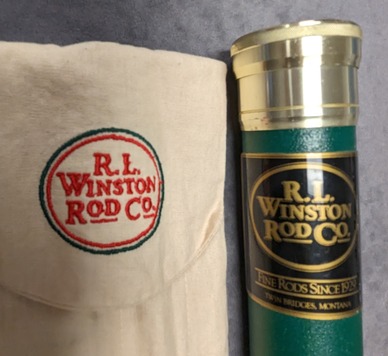 R.L.
WINSTON
ROD CO.
R.L.
WINSTON
ROD CO.
FINE RODS SINCE 1929
TWIN BRIDGES, MONTANA